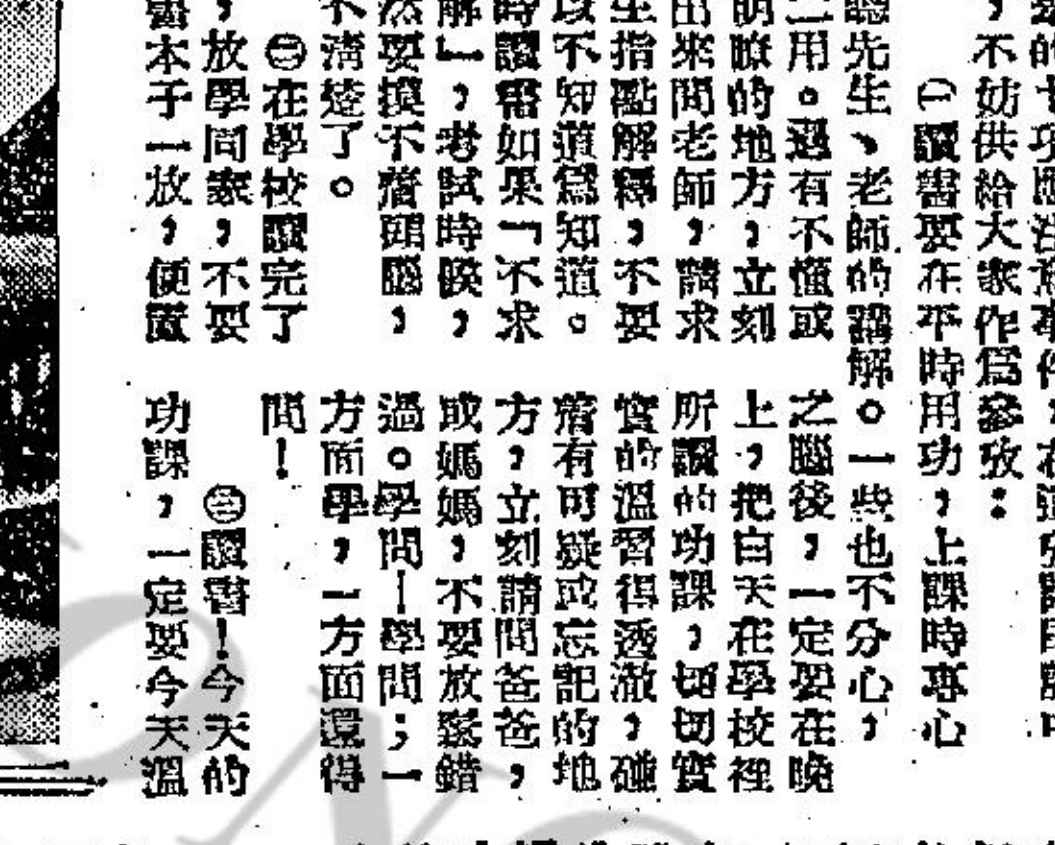 ,不妨供給大家作爲參攷:
㊀讀書要在平時用功,上課時專心
聽先生、老師的講解。一些也不分心,
二用。遇有不懂或
明瞭的地方,立刻
出來問老師,請求
生指點解釋,不要
以不知道爲知道。
時讀書如果「不求
解」,考試時候,
然要摸不着頭腦,
不清楚了。
㊁在學校讀完了
,放學回家,不要
書本子一放,便置
之腦後,一定要在晚
上,把白天在學校裡
所讀的功課,切切實
實的溫習得透澈,碰
着有可疑或忘記的地
方,立刻請問爸爸,
或媽媽,不要放鬆錯
過。學問—學問;一
方面學,一方面還得
問!
㊂讀書!今天的
功課,一定要今天溫